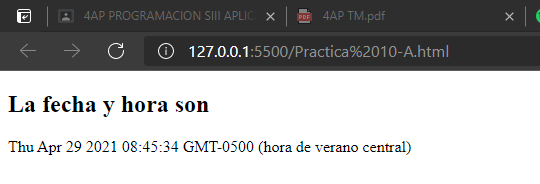 4AP PROGRAMACION SIII APLIC
4AP TM.pdf
127.0.0.1:5500/Practica%2010-A.html
La fecha y hora son
Thu Apr 29 2021 08:45:34 GMT-0500 (hora de verano central)